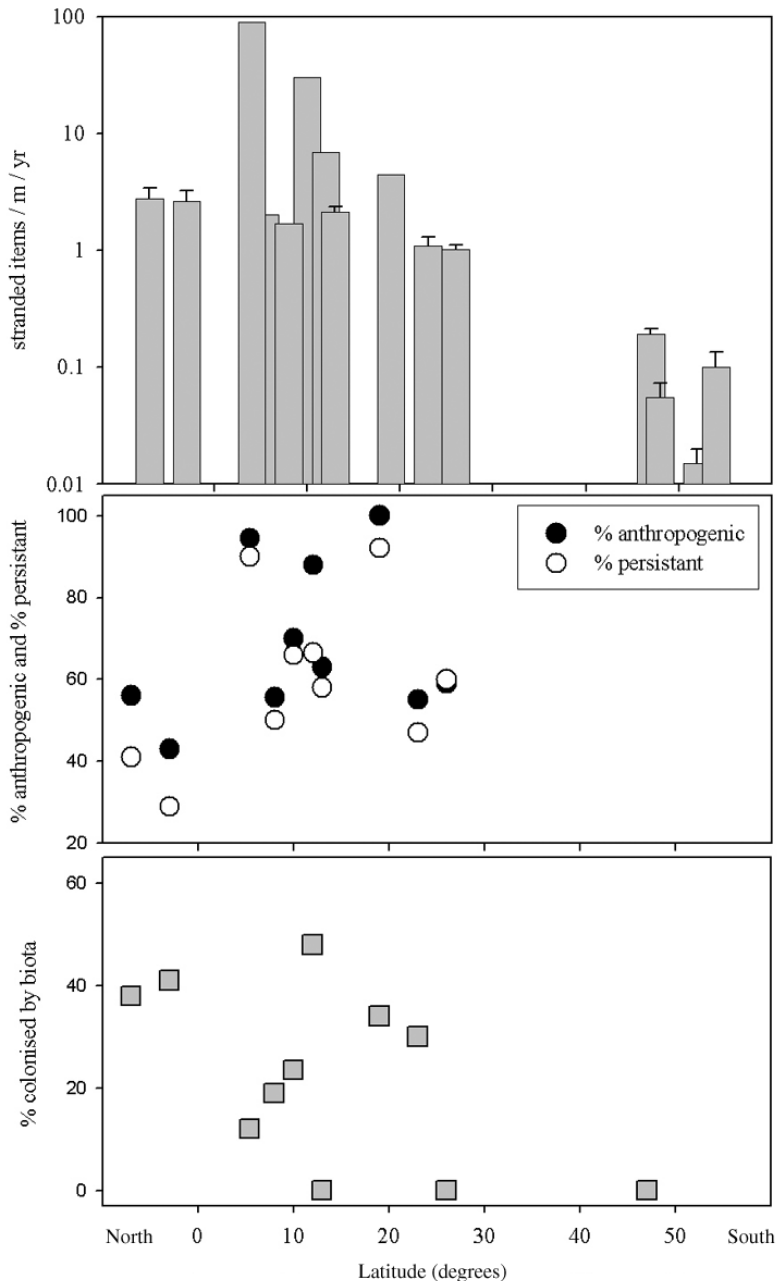 100
10
1
0.1
0.01
stranded items / m / yr
100
80
60
40
20
% anthropogenic and % persistant
% anthropogenic
% persistant
60
40
20
0
% colonised by biota
North 0 10 20 30 40 50 South
Latitude (degrees)